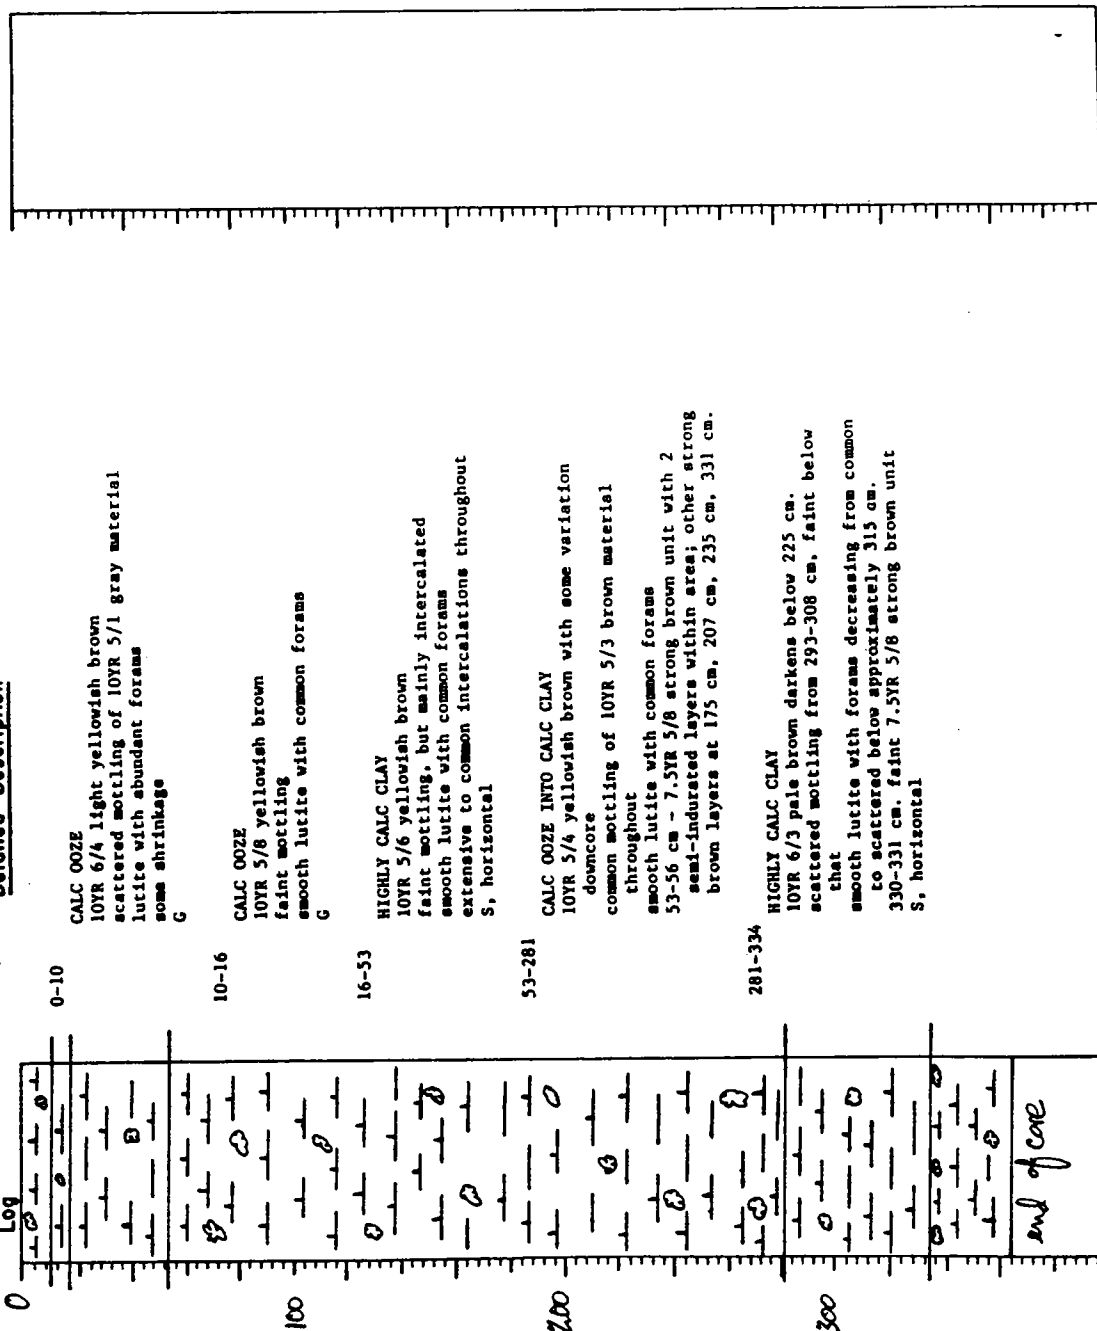 Log
0
100
200
300
end of core
0-10
CALC OOZE
10YR 6/4 light yellowish brown
scattered mottling of 10YR 5/1 gray material
lutite with abundant forams
some shrinkage
G
10-16
CALC OOZE
10YR 5/8 yellowish brown
faint mottling
smooth lutite with common forams
G
16-53
HIGHLY CALC CLAY
10YR 5/6 yellowish brown
faint mottling, but mainly intercalated
smooth lutite with common forams
extensive to common intercalations throughout
S, horizontal
53-281
CALC OOZE INTO CALC CLAY
10YR 5/4 yellowish brown with some variation
downcore
common mottling of 10YR 5/3 brown material
throughout
smooth lutite with common forams
53-56 cm - 7.5YR 5/8 strong brown unit with 2
semi-indurated layers within area; other strong
brown layers at 175 cm, 207 cm, 235 cm, 331 cm.
281-334
HIGHLY CALC CLAY
10YR 6/3 pale brown darkens below 225 cm.
scattered mottling from 293-308 cm, faint below
that
smooth lutite with forams decreasing from common
to scattered below approximately 315 cm.
330-331 cm. faint 7.5YR 5/8 strong brown unit
S, horizontal